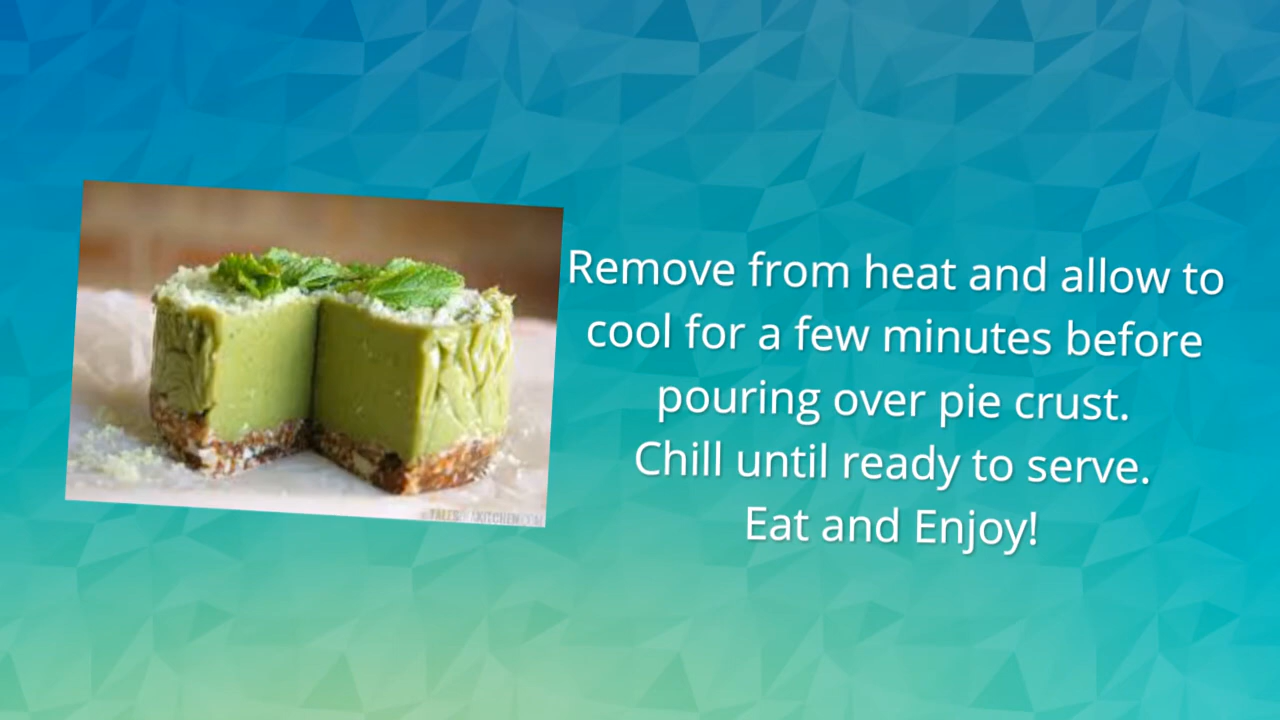 Remove from heat and allow to
cool for a few minutes before
pouring over pie crust.
Chill until ready to serve.
Eat and Enjoy!